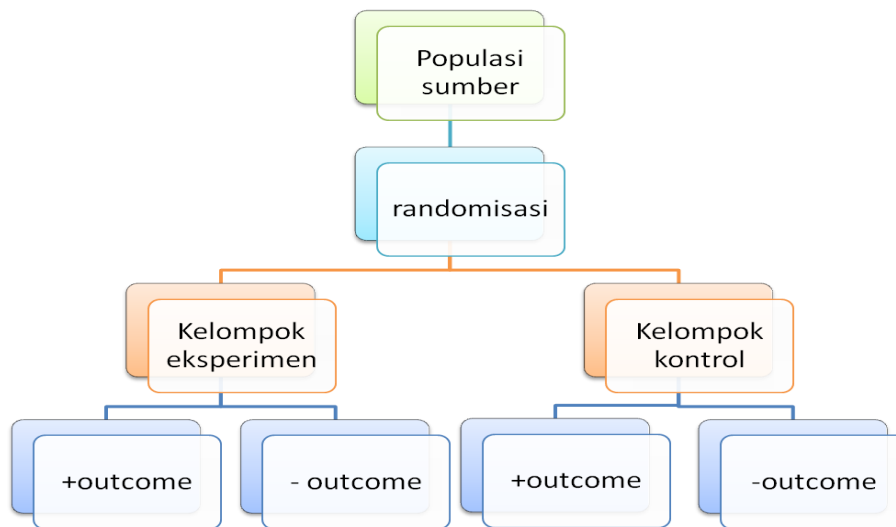 Populasi
sumber
randomisasi
Kelompok
eksperimen
Kelompok
kontrol
+outcome
- outcome
+outcome
-outcome